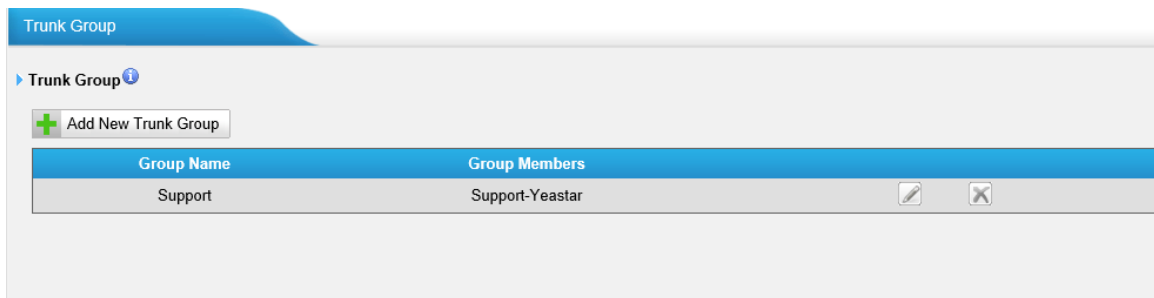 Trunk Group
Trunk Group
Add New Trunk Group
Group Name Group Members
Support Support-Yeastar